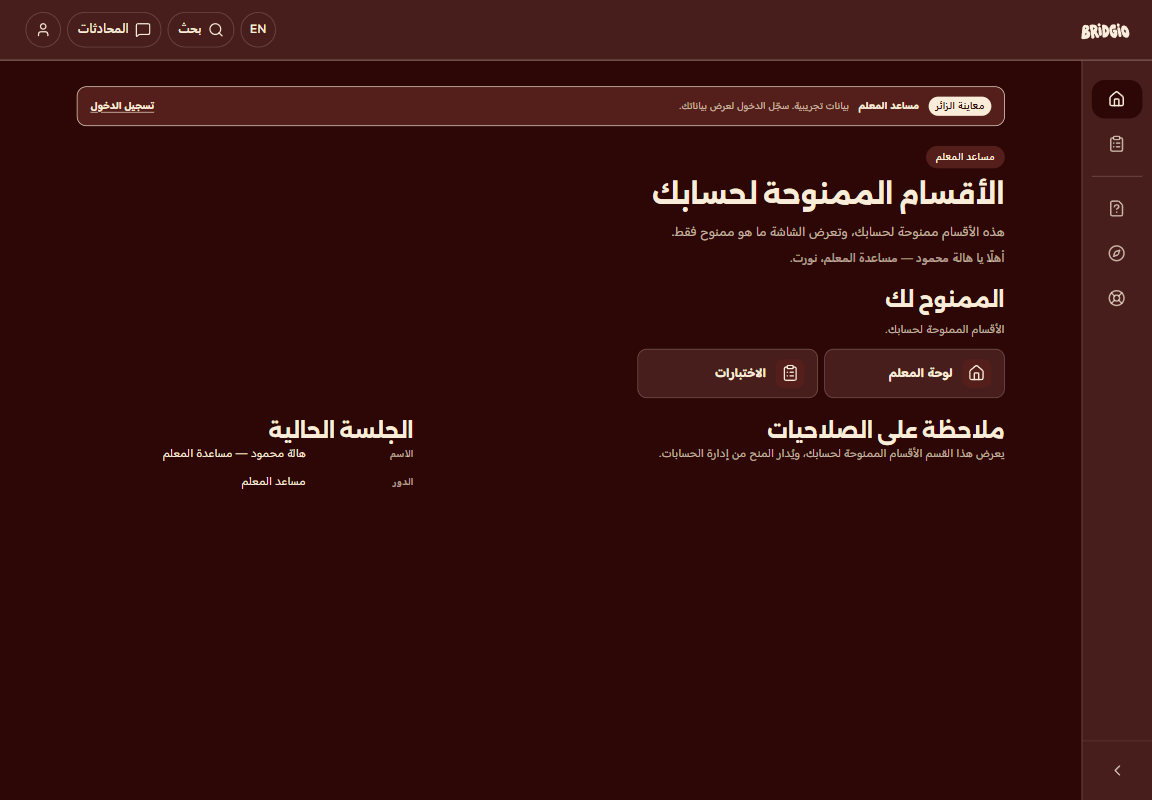 BRiDGiO
EN
بحث
المحادثات
معاينة الزائر
مساعد المعلم
بيانات تجريبية. سجّل الدخول لعرض بياناتك.
تسجيل الدخول
مساعد المعلم
الأقسام الممنوحة لحسابك
هذه الأقسام ممنوحة لحسابك، وتعرض الشاشة ما هو ممنوح فقط.
أهلًا يا هالة محمود — مساعدة المعلم، نورت.
الممنوح لك
الأقسام الممنوحة لحسابك.
لوحة المعلم
الاختبارات
ملاحظة على الصلاحيات
يعرض هذا القسم الأقسام الممنوحة لحسابك، ويُدار المنح من إدارة الحسابات.
الجلسة الحالية
الاسم
هالة محمود — مساعدة المعلم
الدور
مساعد المعلم